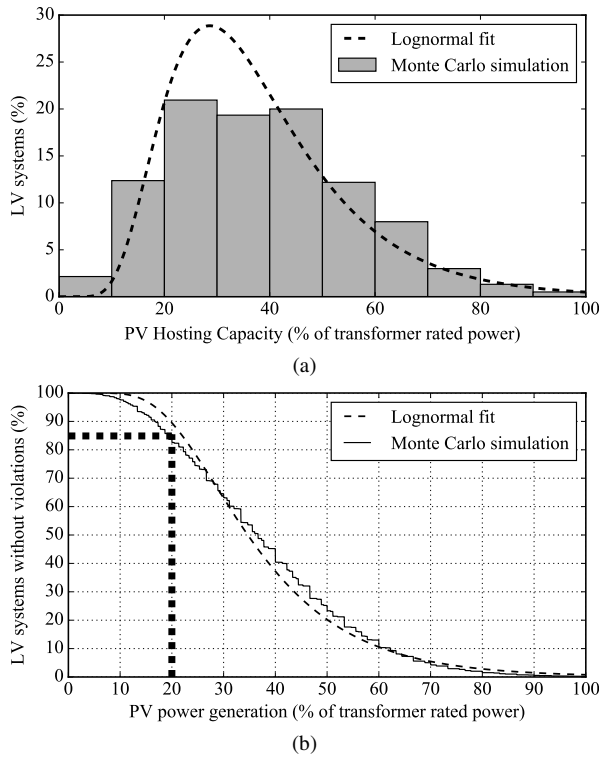 30
25
20
15
10
5
0
LV systems (%)
Lognormal fit
Monte Carlo simulation
0 20 40 60 80 100
PV Hosting Capacity (% of transformer rated power)
(a)
100
90
80
70
60
50
40
30
20
10
0
LV systems without violations (%)
Lognormal fit
Monte Carlo simulation
0 10 20 30 40 50 60 70 80 90 100
PV power generation (% of transformer rated power)
(b)